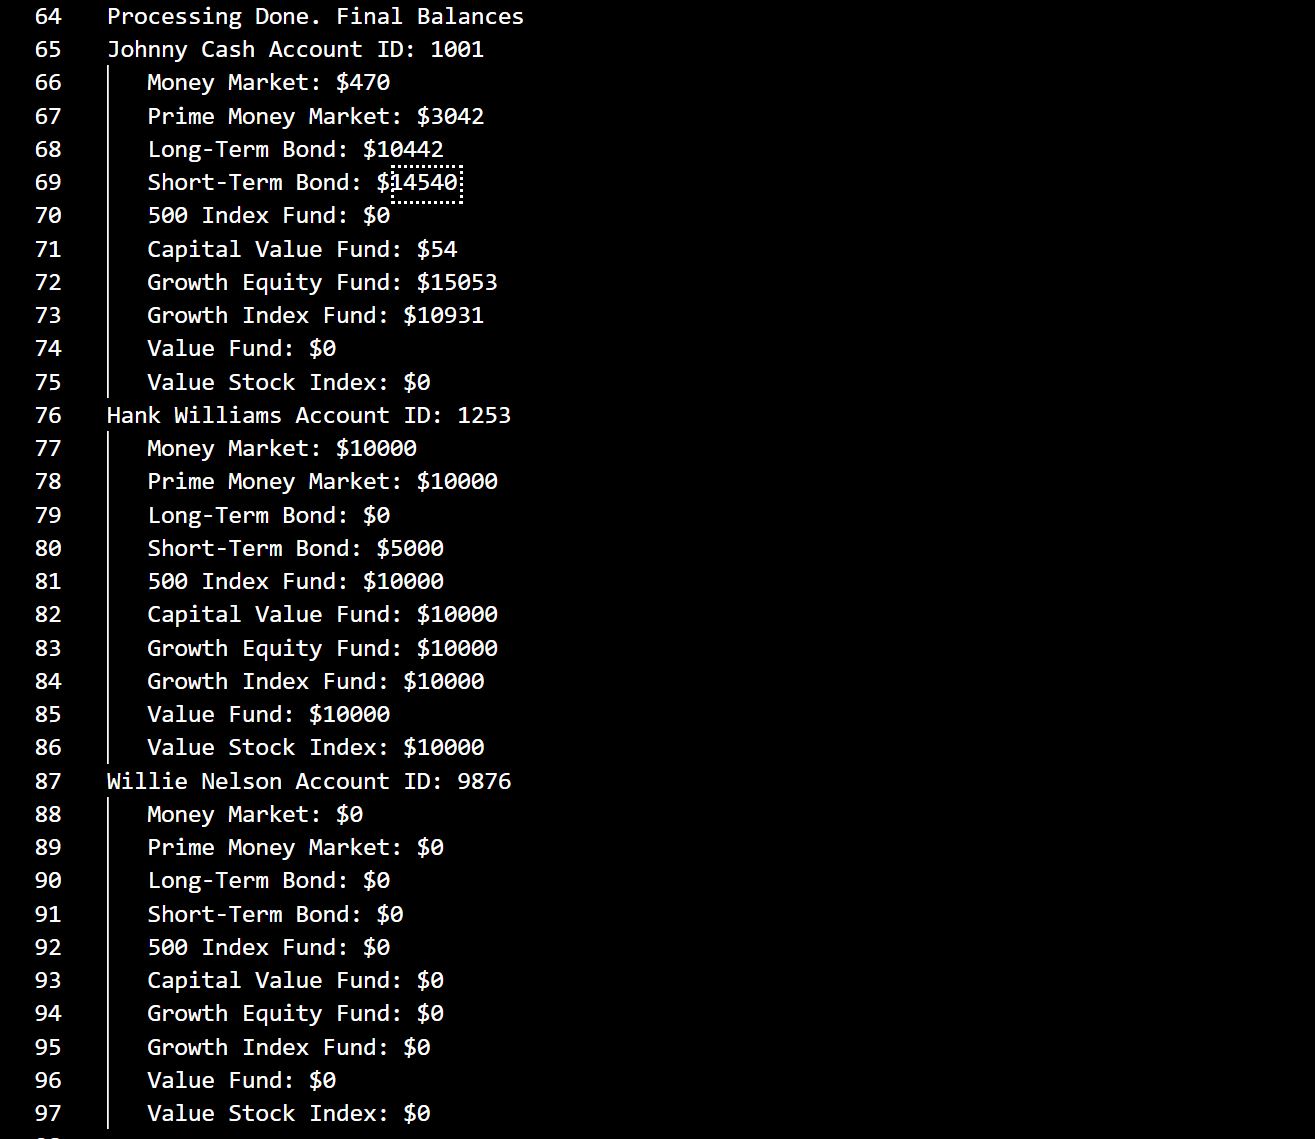 64 Processing Done. Final Balances
65 Johnny Cash Account ID: 1001
66 Money Market: $470
67 Prime Money Market: $3042
68 Long-Term Bond: $10442
69 Short-Term Bond: $14540
70 500 Index Fund: $0
71 Capital Value Fund: $54
72 Growth Equity Fund: $15053
73 Growth Index Fund: $10931
74 Value Fund: $0
75 Value Stock Index: $0
76 Hank Williams Account ID: 1253
77 Money Market: $10000
78 Prime Money Market: $10000
79 Long-Term Bond: $0
80 Short-Term Bond: $5000
81 500 Index Fund: $10000
82 Capital Value Fund: $10000
83 Growth Equity Fund: $10000
84 Growth Index Fund: $10000
85 Value Fund: $10000
86 Value Stock Index: $10000
87 Willie Nelson Account ID: 9876
88 Money Market: $0
89 Prime Money Market: $0
90 Long-Term Bond: $0
91 Short-Term Bond: $0
92 500 Index Fund: $0
93 Capital Value Fund: $0
94 Growth Equity Fund: $0
95 Growth Index Fund: $0
96 Value Fund: $0
97 Value Stock Index: $0